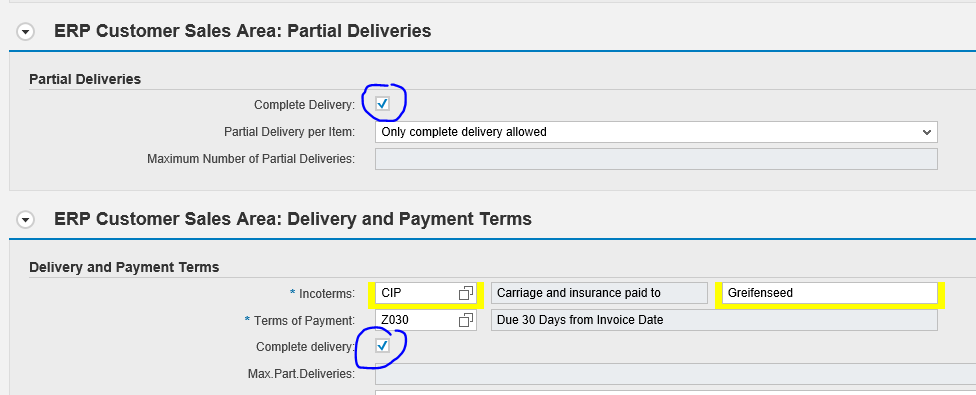 ERP Customer Sales Area: Partial Deliveries
Partial Deliveries
Complete Delivery:
Partial Delivery per Item: Only complete delivery allowed
Maximum Number of Partial Deliveries:
ERP Customer Sales Area: Delivery and Payment Terms
Delivery and Payment Terms
* Incoterms: CIP Carriage and insurance paid to Greifenseed
* Terms of Payment: Z030 Due 30 Days from Invoice Date
Complete delivery:
Max.Part.Deliveries: